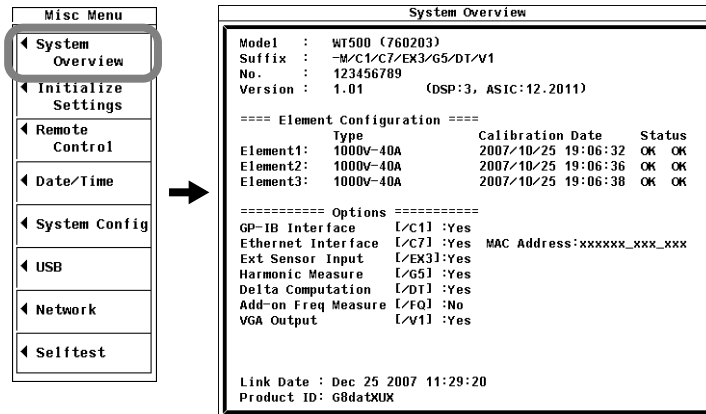 Misc Menu
System
Overview
Initialize
Settings
Remote
Control
Date/Time
System Config
USB
Network
Selftest
System Overview
Model : WT500 (760203)
Suffix : -M/C1/C7/EX3/G5/DT/V1
No. : 123456789
Version : 1.01 (DSP:3, ASIC:12.2011)
==== Element Configuration ====
Type Calibration Date Status
Element1: 1000V-40A 2007/10/25 19:06:32 OK OK
Element2: 1000V-40A 2007/10/25 19:06:36 OK OK
Element3: 1000V-40A 2007/10/25 19:06:38 OK OK
=========== Options ===========
GP-IB Interface [/C1] :Yes
Ethernet Interface [/C7] :Yes MAC Address:xxxxxx_xxx_xxx
Ext Sensor Input [/EX3]:Yes
Harmonic Measure [/G5] :Yes
Delta Computation [/DT] :Yes
Add-on Freq Measure [/FQ] :No
VGA Output [/V1] :Yes
Link Date : Dec 25 2007 11:29:20
Product ID: G8datXUX